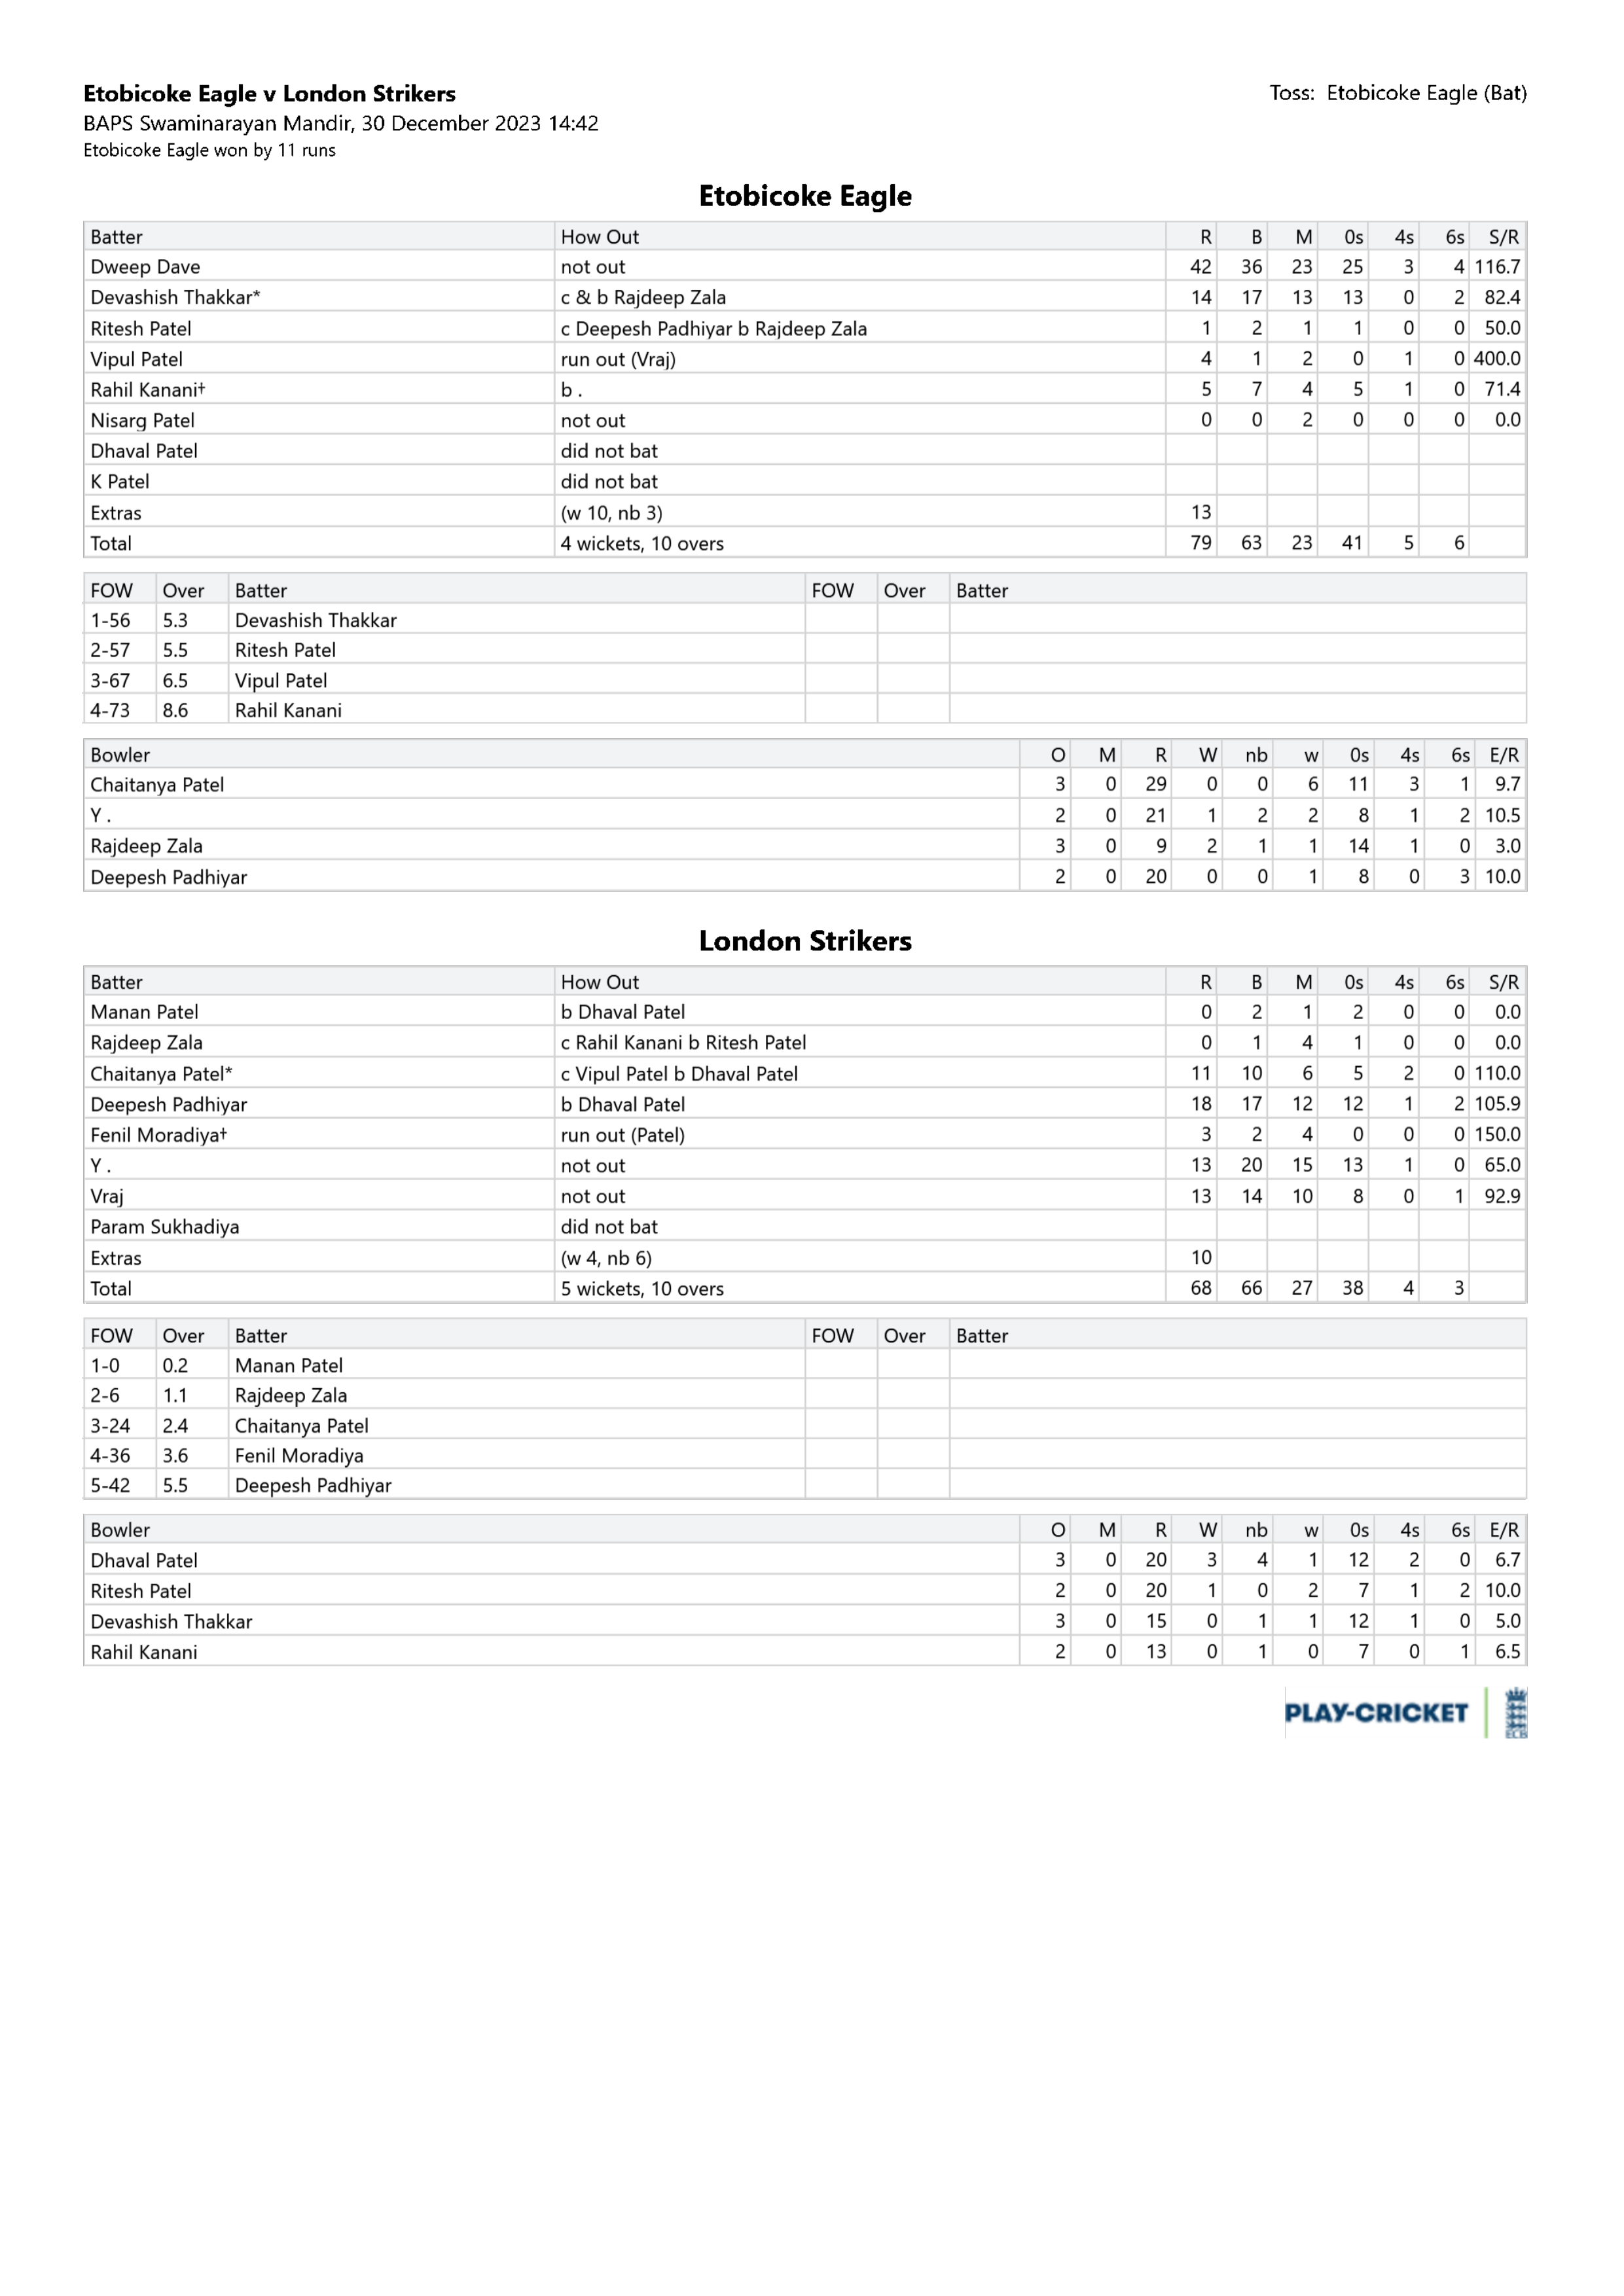 Etobicoke Eagle v London Strikers Toss: Etobicoke Eagle (Bat)
BAPS Swaminarayan Mandir, 30 December 2023 14:42
Etobicoke Eagle won by 11 runs
Etobicoke Eagle
Batter How Out R B M 0s 4s 6s S/R
Dweep Dave not out 42 36 23 25 3 4 116.7
Devashish Thakkar* c & b Rajdeep Zala 14 17 13 13 0 2 82.4
Ritesh Patel c Deepesh Padhiyar b Rajdeep Zala 1 2 1 1 0 0 50.0
Vipul Patel run out (Vraj) 4 1 2 0 1 0 400.0
Rahil Kanani† b . 5 7 4 5 1 0 71.4
Nisarg Patel not out 0 0 2 0 0 0 0.0
Dhaval Patel did not bat
K Patel did not bat
Extras (w 10, nb 3) 13
Total 4 wickets, 10 overs 79 63 23 41 5 6
FOW Over Batter FOW Over Batter
1-56 5.3 Devashish Thakkar
2-57 5.5 Ritesh Patel
3-67 6.5 Vipul Patel
4-73 8.6 Rahil Kanani
Bowler O M R W nb w 0s 4s 6s E/R
Chaitanya Patel 3 0 29 0 0 6 11 3 1 9.7
Y . 2 0 21 1 2 2 8 1 2 10.5
Rajdeep Zala 3 0 9 2 1 1 14 1 0 3.0
Deepesh Padhiyar 2 0 20 0 0 1 8 0 3 10.0
London Strikers
Batter How Out R B M 0s 4s 6s S/R
Manan Patel b Dhaval Patel 0 2 1 2 0 0 0.0
Rajdeep Zala c Rahil Kanani b Ritesh Patel 0 1 4 1 0 0 0.0
Chaitanya Patel* c Vipul Patel b Dhaval Patel 11 10 6 5 2 0 110.0
Deepesh Padhiyar b Dhaval Patel 18 17 12 12 1 2 105.9
Fenil Moradiya† run out (Patel) 3 2 4 0 0 0 150.0
Y . not out 13 20 15 13 1 0 65.0
Vraj not out 13 14 10 8 0 1 92.9
Param Sukhadiya did not bat
Extras (w 4, nb 6) 10
Total 5 wickets, 10 overs 68 66 27 38 4 3
FOW Over Batter FOW Over Batter
1-0 0.2 Manan Patel
2-6 1.1 Rajdeep Zala
3-24 2.4 Chaitanya Patel
4-36 3.6 Fenil Moradiya
5-42 5.5 Deepesh Padhiyar
Bowler O M R W nb w 0s 4s 6s E/R
Dhaval Patel 3 0 20 3 4 1 12 2 0 6.7
Ritesh Patel 2 0 20 1 0 2 7 1 2 10.0
Devashish Thakkar 3 0 15 0 1 1 12 1 0 5.0
Rahil Kanani 2 0 13 0 1 0 7 0 1 6.5
PLAY-CRICKET ECB